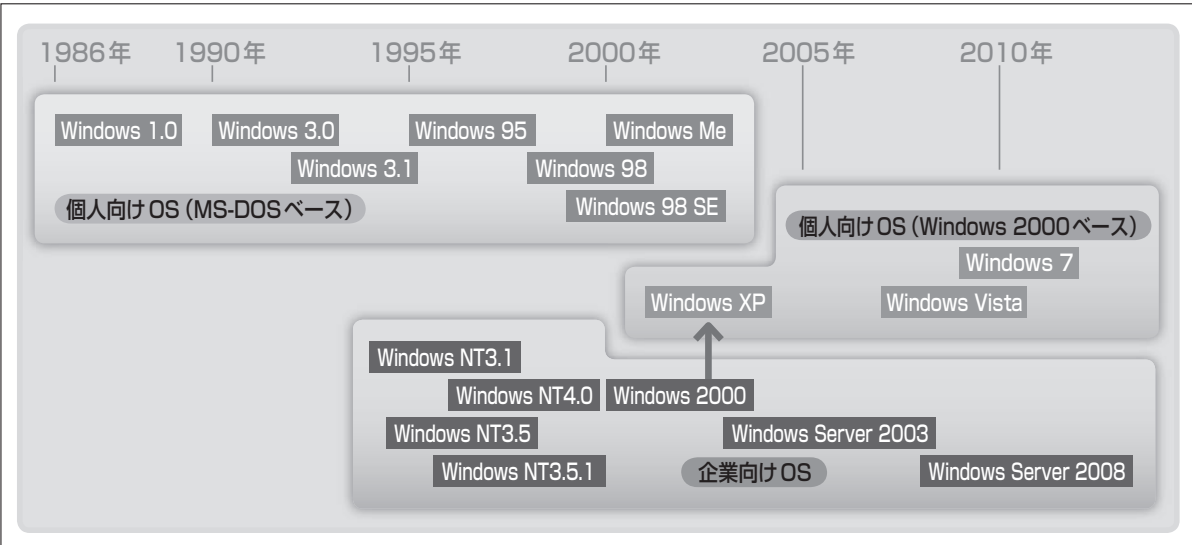 1986年 1990年 1995年 2000年 2005年 2010年
Windows 1.0 Windows 3.0 Windows 95 Windows Me
Windows 3.1 Windows 98
個人向けOS（MS-DOSベース） Windows 98 SE
個人向けOS（Windows 2000ベース）
Windows 7
Windows XP Windows Vista
Windows NT3.1
Windows NT4.0 Windows 2000
Windows NT3.5 Windows Server 2003
Windows NT3.5.1 企業向けOS Windows Server 2008